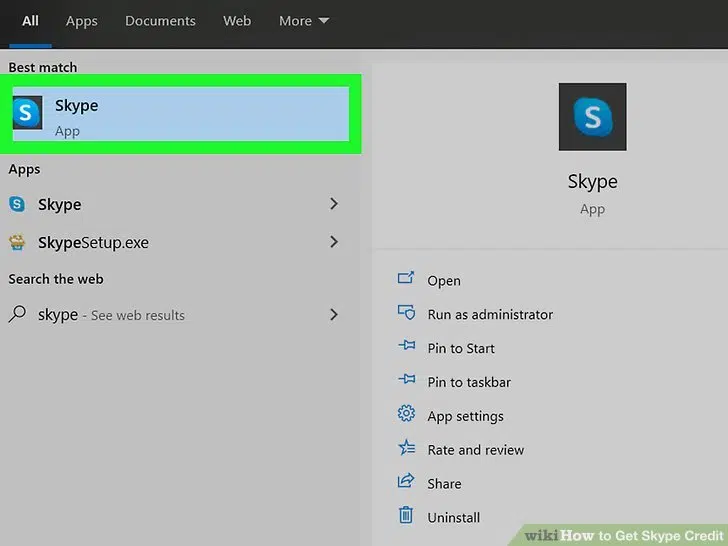 All Apps Documents Web More
Best match
S
Skype
App
Apps
Skype
SkypeSetup.exe
Search the web
skype - See web results
S
Skype
App
Open
Run as administrator
Pin to Start
Pin to taskbar
App settings
Rate and review
Share
Uninstall
wikiHow to Get Skype Credit